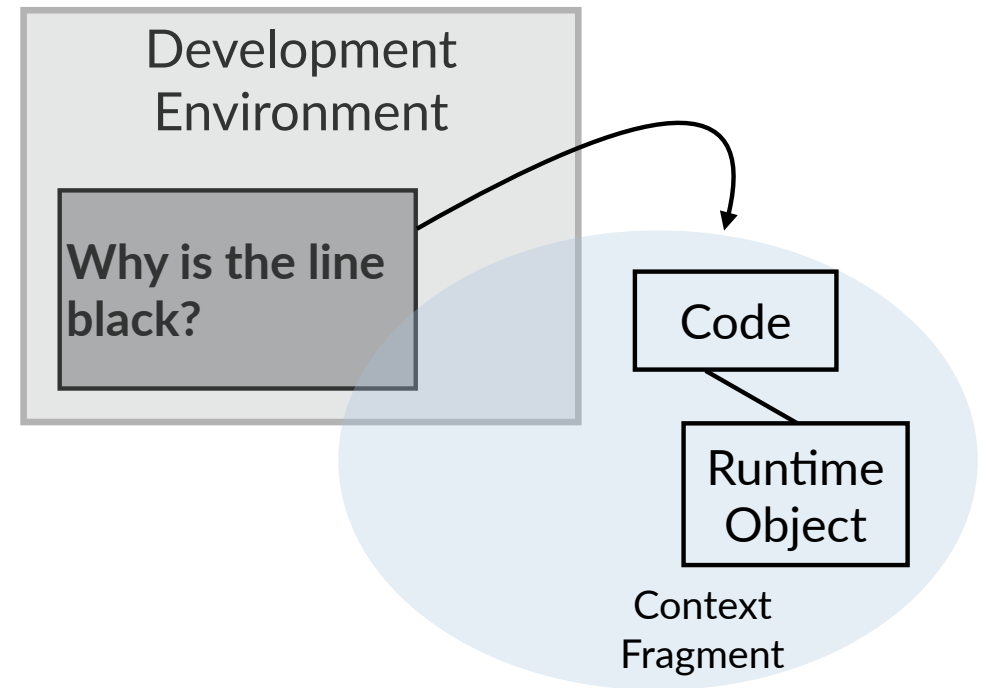 Development
Environment
Why is the line
black?
Code
Runtime
Object
Context
Fragment